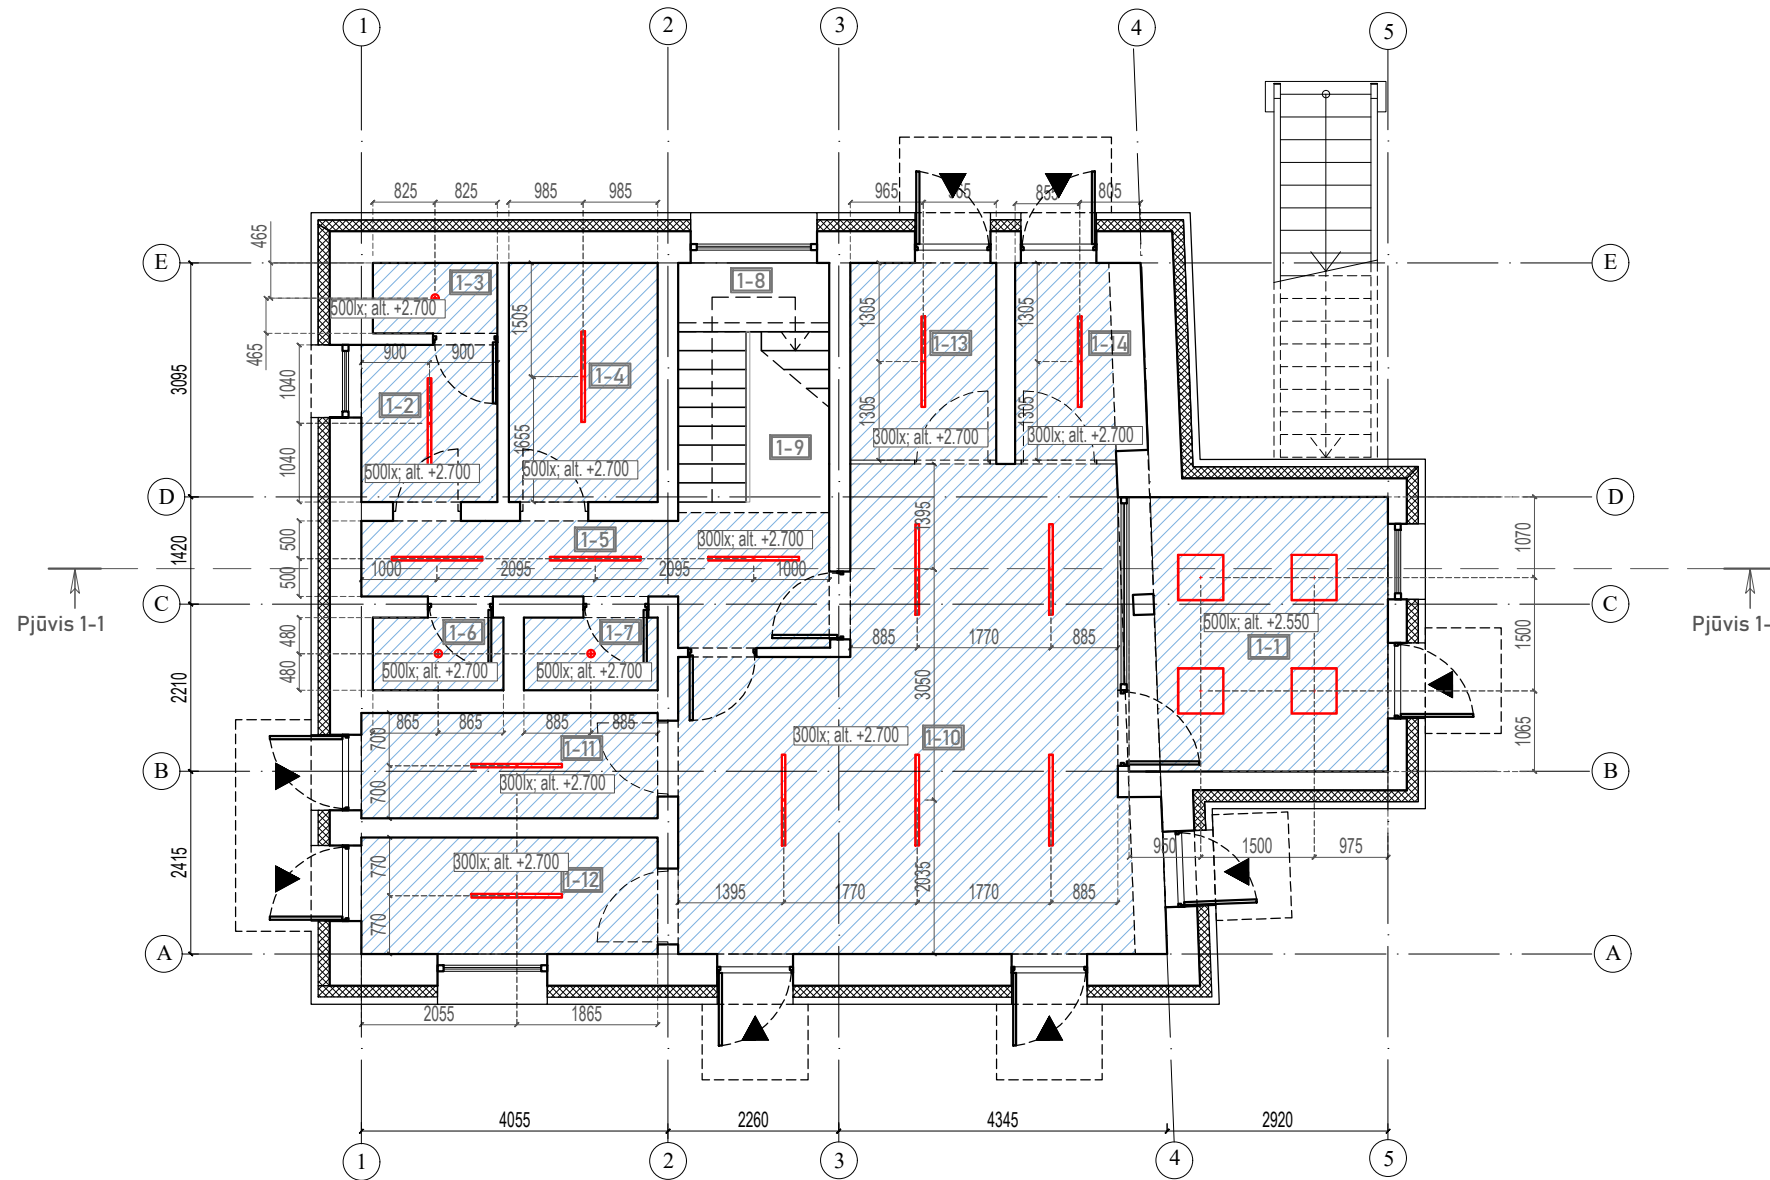 1 2 3 4 5
825 825 985 985 965 965 855 805
465
E 1-3 1-8 E
500lx; alt. +2.700
465
1505
1305 1305
900 900
1-13 1-14
3095
1040
1-4
1-2
1305 1305
300lx; alt. +2.700 300lx; alt. +2.700
1-9
1655
1040
500lx; alt. +2.700 500lx; alt. +2.700
D D
1395
1070
500
1-5 300lx; alt. +2.700
1420
500
1000 2095 2095 1000
C C
Pjūvis 1-1 Pjūvis 1-
480
1-6 1-7
885 1770 885
500lx; alt. +2.550
1-1
1500
480
500lx; alt. +2.700 500lx; alt. +2.700
2210
3050
865 865 885 885
700
1-11
300lx; alt. +2.700 1-10
1065
B B
300lx; alt. +2.700
700
2415
770
300lx; alt. +2.700
1-12
950 1500 975
2035
1395 1770 1770 885
770
A A
2055 1865
4055 2260 4345 2920
1 2 3 4 5